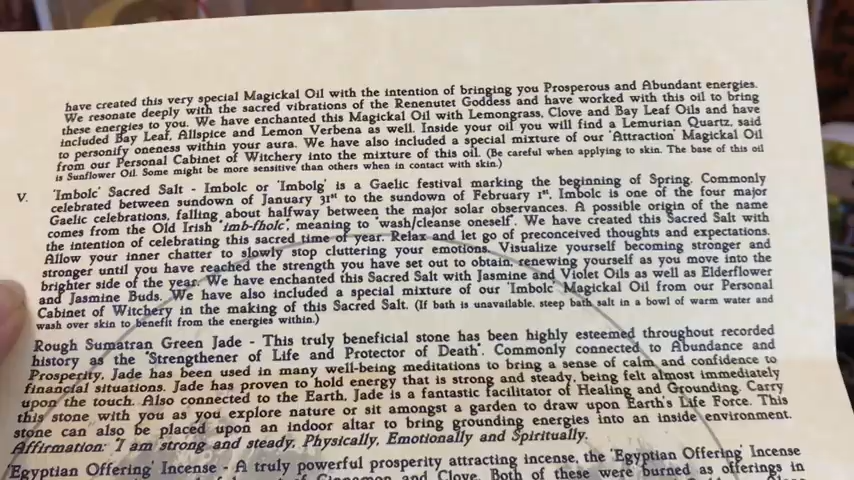 have created this very special Magickal Oil with the intention of bringing you Prosperous and Abundant energies.
We resonate deeply with the sacred vibrations of the Renenutet Goddess and have worked with this oil to bring
these energies to you. We have enchanted this Magickal Oil with Lemongrass, Clove and Bay Leaf Oils and have
included Bay Leaf, Allspice and Lemon Verbena as well. Inside your oil you will find a Lemurian Quartz, said
to personify oneness within your aura. We have also included a special mixture of our 'Attraction' Magickal Oil
from our Personal Cabinet of Witchery into the mixture of this oil. (Be careful when applying to skin. The base of this oil
is Sunflower Oil. Some might be more sensitive than others when in contact with skin.)
V. 'Imbolc' Sacred Salt - Imbolc or 'Imbolg' is a Gaelic festival marking the beginning of Spring. Commonly
celebrated between sundown of January 31st to the sundown of February 1st, Imbolc is one of the four major
Gaelic celebrations, falling about halfway between the major solar observances. A possible origin of the name
comes from the Old Irish 'imb-fholc', meaning to 'wash/cleanse oneself'. We have created this Sacred Salt with
the intention of celebrating this sacred time of year. Relax and let go of preconceived thoughts and expectations.
Allow your inner chatter to slowly stop cluttering your emotions. Visualize yourself becoming stronger and
stronger until you have reached the strength you have set out to obtain, renewing yourself as you move into the
brighter side of the year. We have enchanted this Sacred Salt with Jasmine and Violet Oils as well as Elderflower
and Jasmine Buds. We have also included a special mixture of our 'Imbolc' Magickal Oil from our Personal
Cabinet of Witchery in the making of this Sacred Salt. (If bath is unavailable, steep bath salt in a bowl of warm water and
wash over skin to benefit from the energies within.)
Rough Sumatran Green Jade - This truly beneficial stone has been highly esteemed throughout recorded
history as the 'Strengthener of Life and Protector of Death'. Commonly connected to Abundance and
Prosperity, Jade has been used in many well-being meditations to bring a sense of calm and confidence to
financial situations. Jade has proven to hold energy that is strong and steady, being felt almost immediately
upon the touch. Also connected to the Earth, Jade is a fantastic facilitator of Healing and Grounding. Carry
this stone with you as you explore nature or sit amongst a garden to draw upon Earth's Life Force. This
stone can also be placed upon an indoor altar to bring grounding energies into an inside environment.
Affirmation: 'I am strong and steady, Physically, Emotionally and Spiritually.
'Egyptian Offering' Incense - A truly powerful prosperity attracting incense, the 'Egyptian Offering' Incense
Cinnamon and Clove. Both of these were burned as offerings in